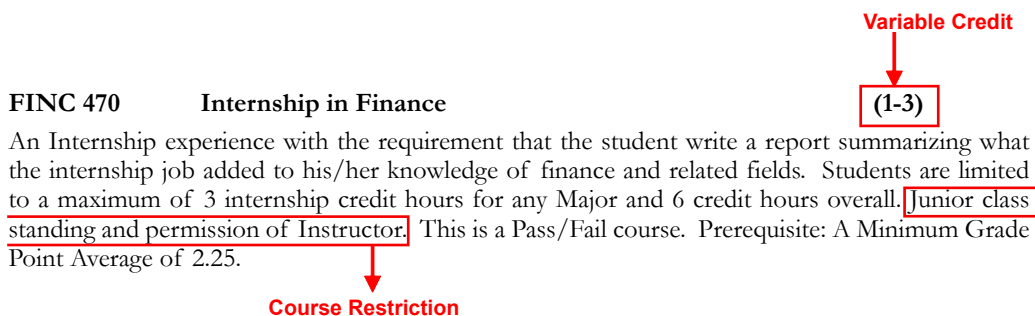 Variable Credit
FINC 470 Internship in Finance (1-3)
An Internship experience with the requirement that the student write a report summarizing what
the internship job added to his/her knowledge of finance and related fields. Students are limited
to a maximum of 3 internship credit hours for any Major and 6 credit hours overall. Junior class
standing and permission of Instructor. This is a Pass/Fail course. Prerequisite: A Minimum Grade
Point Average of 2.25.
Course Restriction